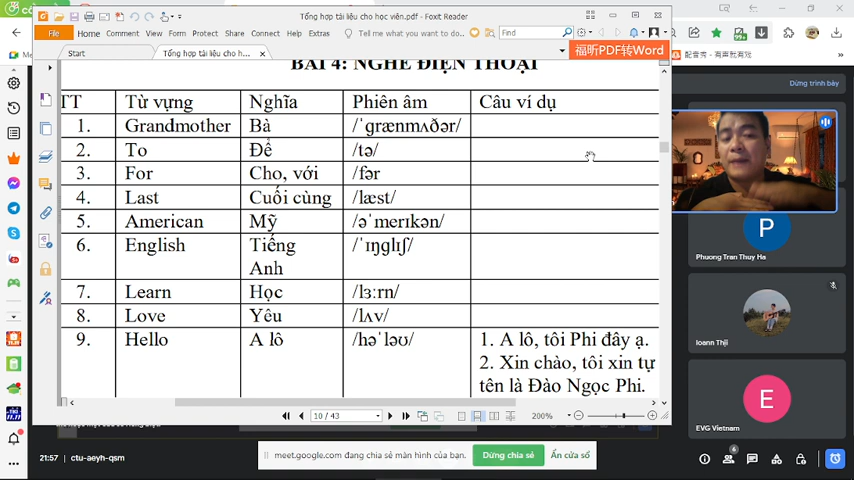 Tổng hợp tài liệu cho học viên.pdf - Foxit Reader
File Home Comment View Form Protect Share Connect Help Extras Tell me what you want to do.... Find
Start Tổng hợp tài liệu cho h...
福昕PDF转Word
BÀI 4: NGHE ĐIỆN THOẠI
TT Từ vựng Nghĩa Phiên âm Câu ví dụ
1. Grandmother Bà /ˈɡrænmʌðər/
2. To Để /tə/
3. For Cho, với /fər
4. Last Cuối cùng /læst/
5. American Mỹ /əˈmerɪkən/
6. English Tiếng Anh /ˈɪŋɡlɪʃ/
7. Learn Học /lɜːrn/
8. Love Yêu /lʌv/
9. Hello A lô /həˈləʊ/ 1. A lô, tôi Phi đây ạ.
2. Xin chào, tôi xin tự
tên là Đào Ngọc Phi.
10 / 43 200%
Dừng trình bày
P
Phuong Tran Thuy Ha
Ioann Thịi
E
EVG Vietnam
21:57 ctu-aeyh-qsm
meet.google.com đang chia sẻ màn hình của bạn. Dừng chia sẻ Ẩn cửa sổ
6